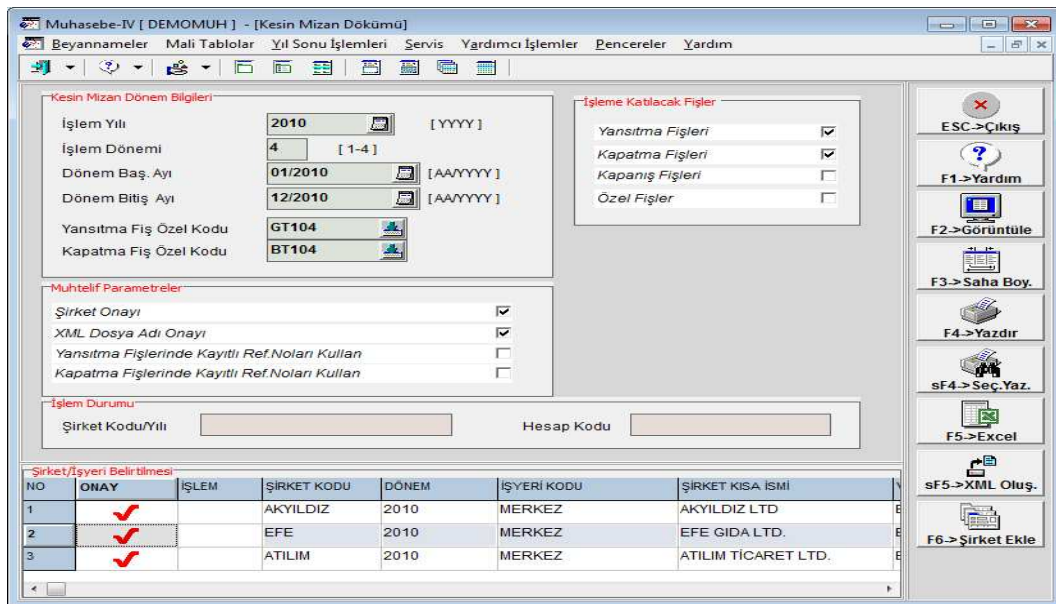 Muhasebe-IV [ DEMOMUH ] - [Kesin Mizan Dökümü]
Beyannameler Mali Tablolar Yıl Sonu İşlemleri Servis Yardımcı İşlemler Pencereler Yardım
Kesin Mizan Dönem Bilgileri
İşlem Yılı 2010 [ YYYY ]
İşlem Dönemi 4 [ 1-4 ]
Dönem Baş. Ayı 01/2010 [AA/YYYY ]
Dönem Bitiş Ayı 12/2010 [AA/YYYY ]
Yansıtma Fiş Özel Kodu GT104
Kapatma Fiş Özel Kodu BT104
İşleme Katılacak Fişler
Yansıtma Fişleri
Kapatma Fişleri
Kapanış Fişleri
Özel Fişler
Muhtelif Parametreler
Şirket Onayı
XML Dosya Adı Onayı
Yansıtma Fişlerinde Kayıtlı Ref.Noları Kullan
Kapatma Fişlerinde Kayıtlı Ref.Noları Kullan
İşlem Durumu
Şirket Kodu/Yılı Hesap Kodu
Şirket/İşyeri Belirtilmesi
NO ONAY İŞLEM ŞİRKET KODU DÖNEM İŞYERİ KODU ŞİRKET KISA İSMİ
1 AKYILDIZ 2010 MERKEZ AKYILDIZ LTD
2 EFE 2010 MERKEZ EFE GIDA LTD.
3 ATILIM 2010 MERKEZ ATILIM TİCARET LTD.
ESC->Çıkış
F1->Yardım
F2->Görüntüle
F3->Saha Boy.
F4->Yazdır
sF4->Seç.Yaz.
F5->Excel
sF5->XML Oluş.
F6->Şirket Ekle